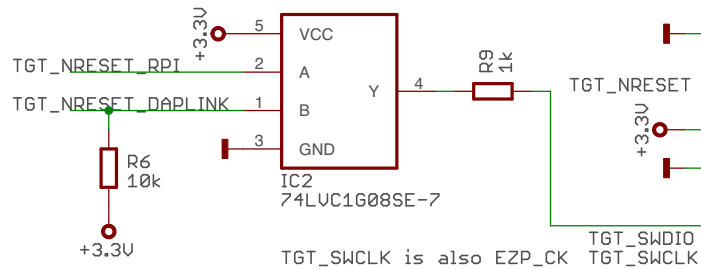 +3.3V
5
VCC
TGT_NRESET_RPI
2
A
TGT_NRESET_DAPLINK
1
B
Y
4
3
GND
R9
1k
TGT_NRESET
+3.3V
R6
10k
IC2
74LVC1G08SE-7
+3.3V
TGT_SWDIO
TGT_SWCLK is also EZP_CK
TGT_SWCLK